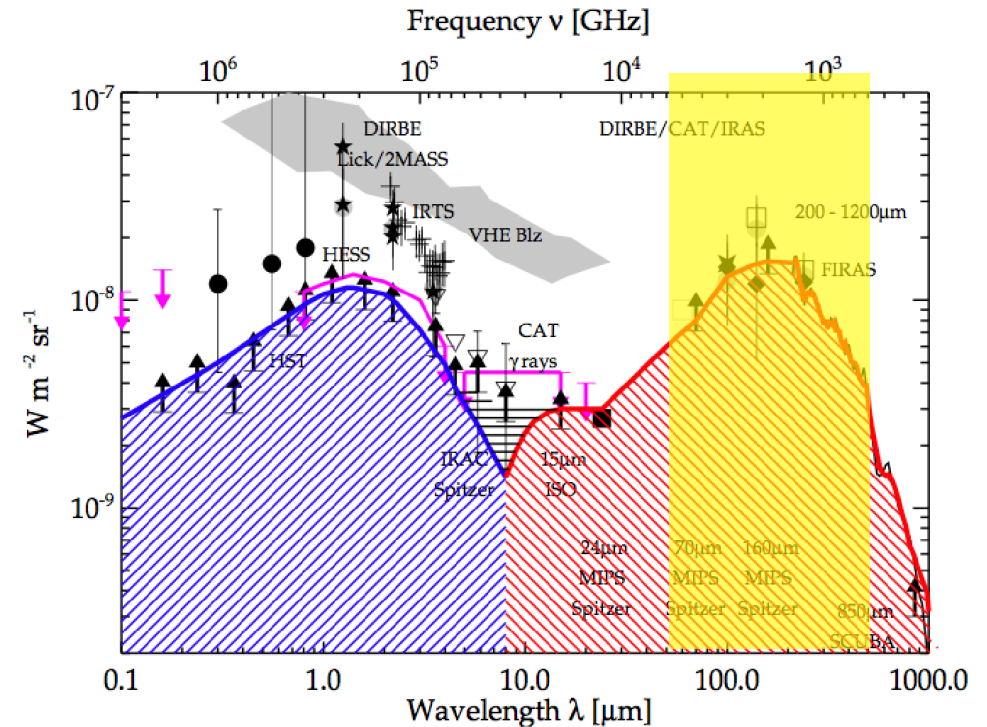 Frequency ν [GHz]
10⁶ 10⁵ 10⁴ 10³
10⁻⁷
DIRBE DIRBE/CAT/IRAS
Lick/2MASS
IRTS 200 - 1200μm
VHE Blz
HESS FIRAS
10⁻⁸
CAT
γ rays
HST
IRAC 15μm
Spitzer ISO
10⁻⁹
24μm 70μm 160μm
MIPS MIPS MIPS
Spitzer Spitzer Spitzer
850μm
SCUBA
W m⁻² sr⁻¹
0.1 1.0 10.0 100.0 1000.0
Wavelength λ [μm]